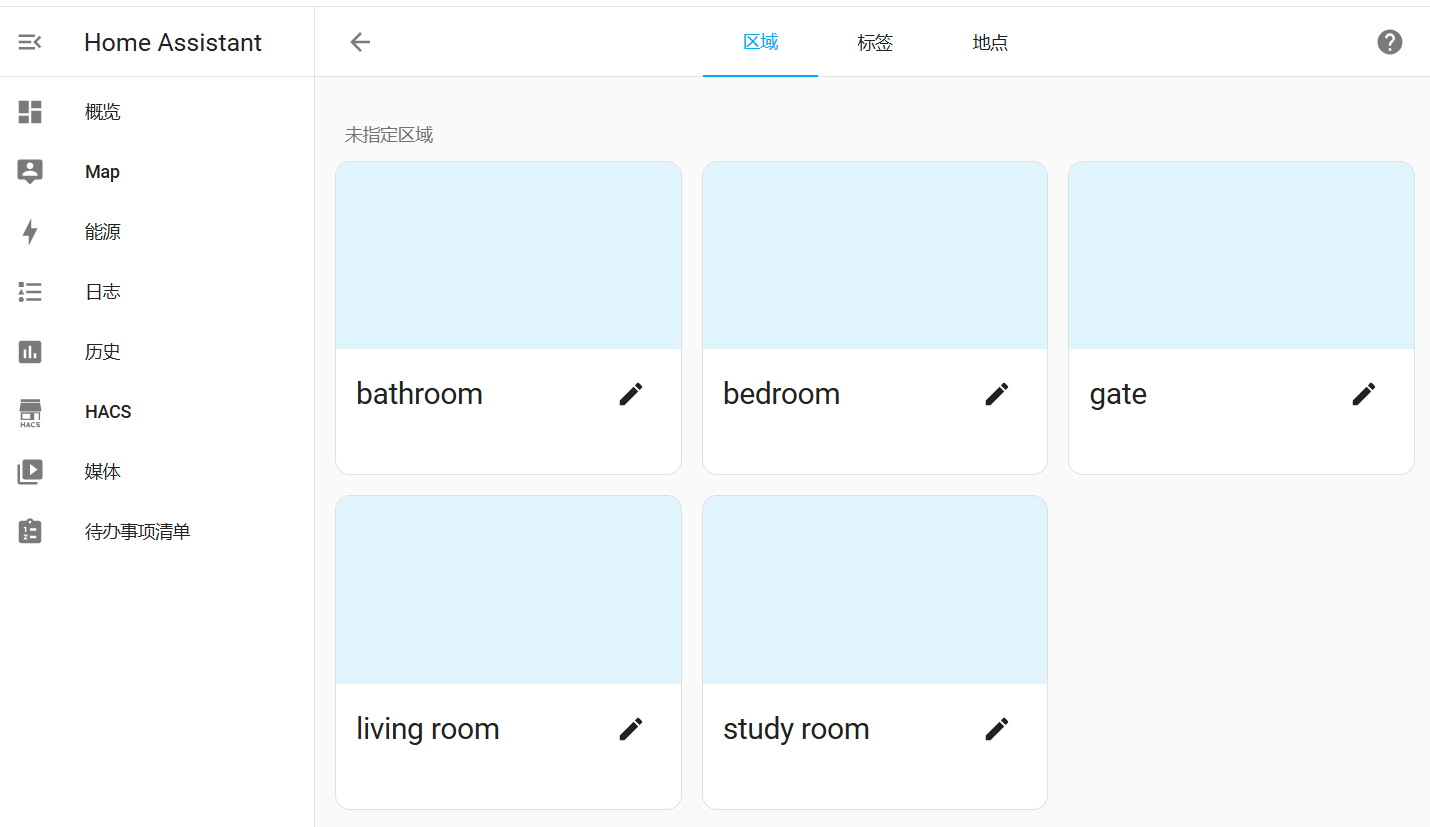 Home Assistant
区域
标签
地点
概览
Map
能源
日志
历史
HACS
HACS
媒体
待办事项清单
未指定区域
bathroom
bedroom
gate
living room
study room